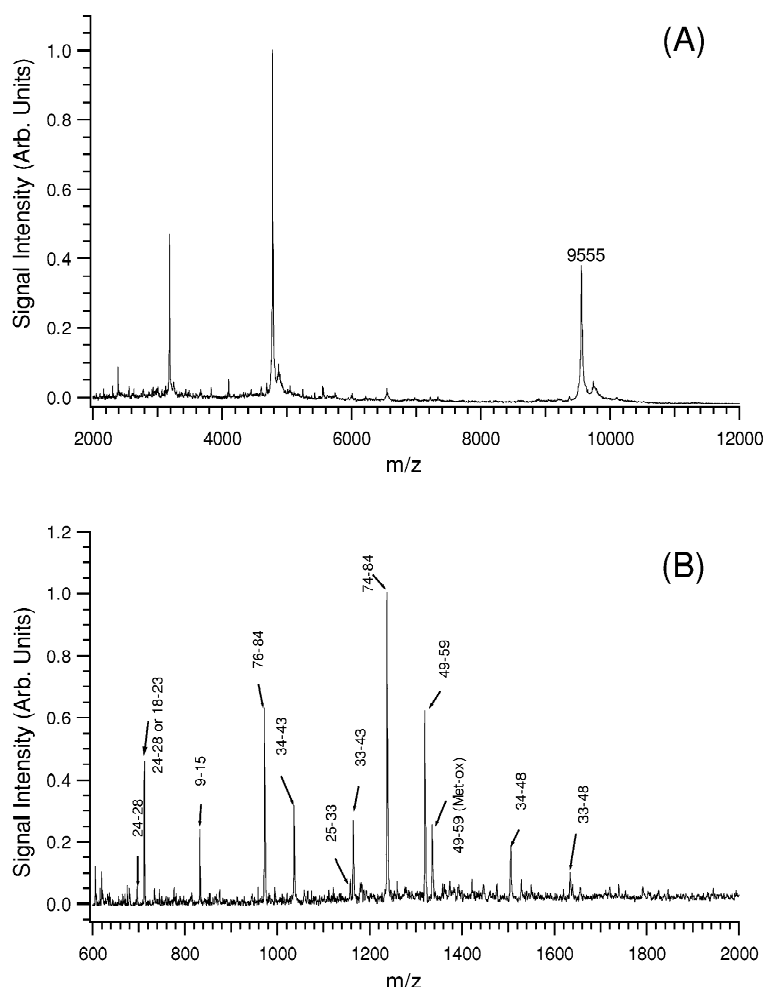 (A)
Signal Intensity (Arb. Units)
1.0
0.8
0.6
0.4
0.2
0.0
9555
2000 4000 6000 8000 10000 12000
m/z
(B)
Signal Intensity (Arb. Units)
1.2
1.0
0.8
0.6
0.4
0.2
0.0
24-28
24-28 or 18-23
9-15
76-84
34-43
25-33
33-43
74-84
49-59
49-59 (Met-ox)
34-48
33-48
600 800 1000 1200 1400 1600 1800 2000
m/z